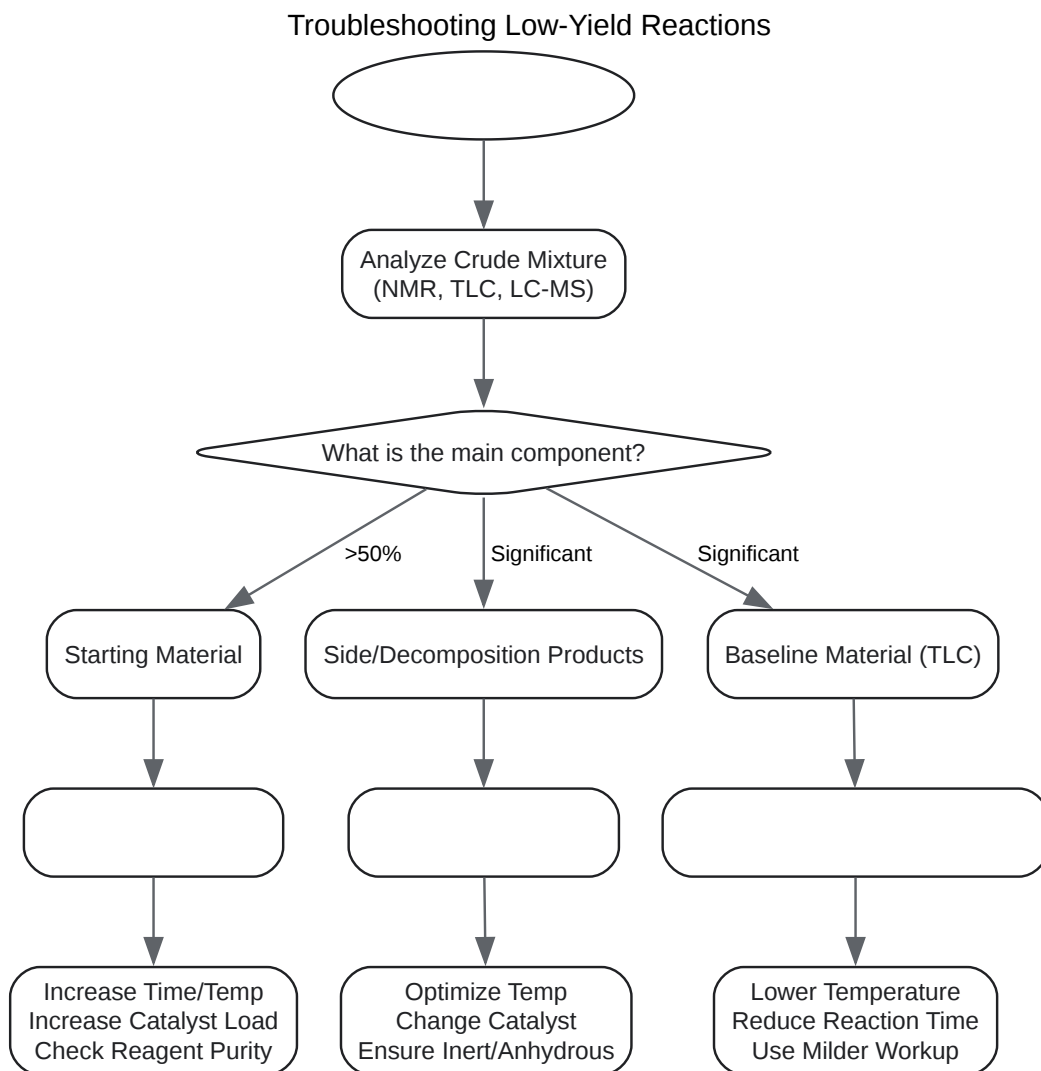 Troubleshooting Low-Yield Reactions
Analyze Crude Mixture
(NMR, TLC, LC-MS)
What is the main component?
>50%
Significant
Significant
Starting Material
Side/Decomposition Products
Baseline Material (TLC)
Increase Time/Temp
Increase Catalyst Load
Check Reagent Purity
Optimize Temp
Change Catalyst
Ensure Inert/Anhydrous
Lower Temperature
Reduce Reaction Time
Use Milder Workup